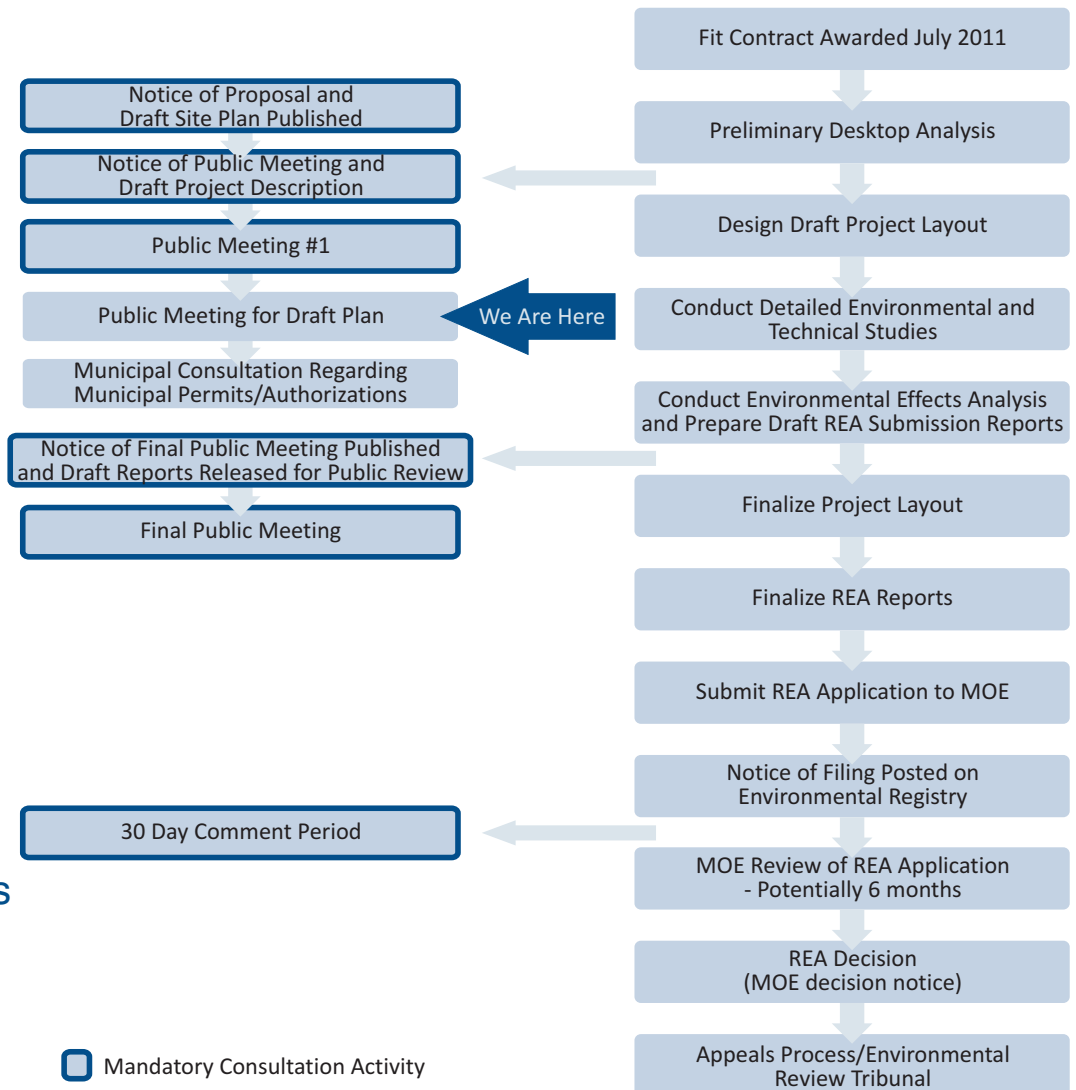 Fit Contract Awarded July 2011
Notice of Proposal and
Draft Site Plan Published
Preliminary Desktop Analysis
Notice of Public Meeting and
Draft Project Description
Design Draft Project Layout
Public Meeting #1
Public Meeting for Draft Plan
We Are Here
Conduct Detailed Environmental and
Technical Studies
Municipal Consultation Regarding
Municipal Permits/Authorizations
Conduct Environmental Effects Analysis
and Prepare Draft REA Submission Reports
Notice of Final Public Meeting Published
and Draft Reports Released for Public Review
Finalize Project Layout
Final Public Meeting
Finalize REA Reports
Submit REA Application to MOE
Notice of Filing Posted on
Environmental Registry
30 Day Comment Period
MOE Review of REA Application
- Potentially 6 months
s
REA Decision
(MOE decision notice)
Appeals Process/Environmental
Review Tribunal
Mandatory Consultation Activity